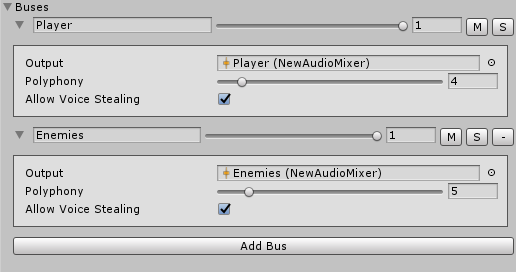 Buses
Player 1 M S
Output Player (NewAudioMixer)
Polyphony 4
Allow Voice Stealing
Enemies 1 M S -
Output Enemies (NewAudioMixer)
Polyphony 5
Allow Voice Stealing
Add Bus